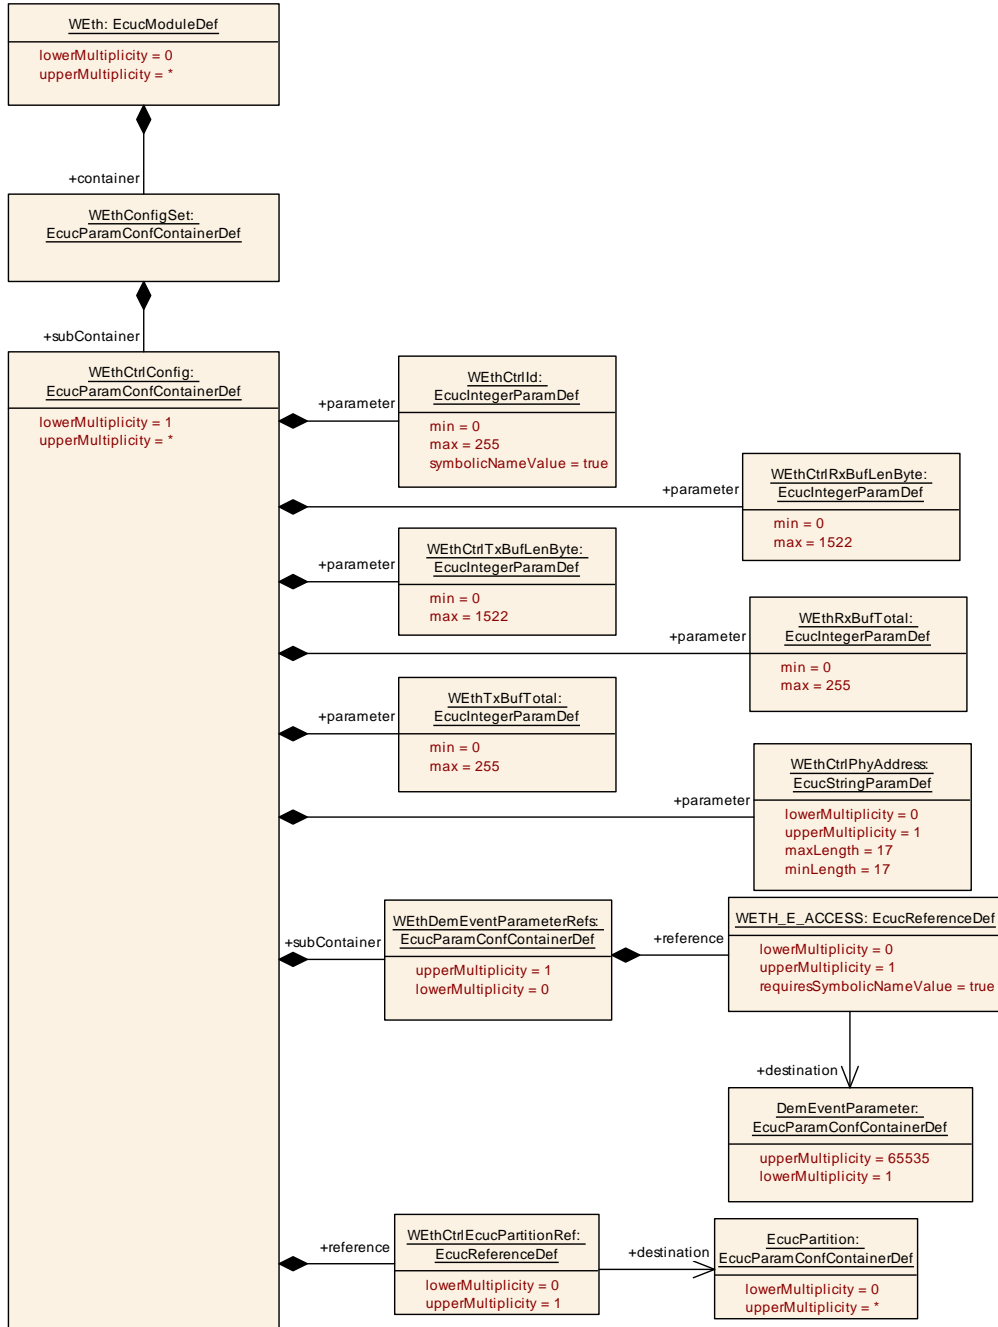 WEth: EcucModuleDef
lowerMultiplicity = 0
upperMultiplicity = *
+container
WEthConfigSet:
EcucParamConfContainerDef
+subContainer
WEthCtrlConfig:
EcucParamConfContainerDef
lowerMultiplicity = 1
upperMultiplicity = *
+parameter
WEthCtrlId:
EcucIntegerParamDef
min = 0
max = 255
symbolicNameValue = true
+parameter
WEthCtrlRxBufLenByte:
EcucIntegerParamDef
min = 0
max = 1522
+parameter
WEthCtrlTxBufLenByte:
EcucIntegerParamDef
min = 0
max = 1522
+parameter
WEthRxBufTotal:
EcucIntegerParamDef
min = 0
max = 255
+parameter
WEthTxBufTotal:
EcucIntegerParamDef
min = 0
max = 255
+parameter
WEthCtrlPhyAddress:
EcucStringParamDef
lowerMultiplicity = 0
upperMultiplicity = 1
maxLength = 17
minLength = 17
+subContainer
WEthDemEventParameterRefs:
EcucParamConfContainerDef
upperMultiplicity = 1
lowerMultiplicity = 0
+reference
WETH_E_ACCESS: EcucReferenceDef
lowerMultiplicity = 0
upperMultiplicity = 1
requiresSymbolicNameValue = true
+destination
DemEventParameter:
EcucParamConfContainerDef
upperMultiplicity = 65535
lowerMultiplicity = 1
+reference
WEthCtrlEcucPartitionRef:
EcucReferenceDef
lowerMultiplicity = 0
upperMultiplicity = 1
+destination
EcucPartition:
EcucParamConfContainerDef
lowerMultiplicity = 0
upperMultiplicity = *